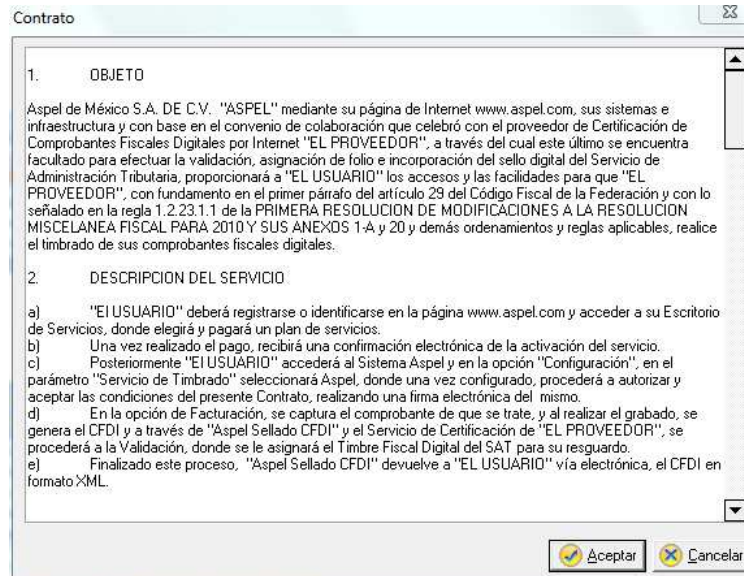 Contrato
1. OBJETO
Aspel de México S.A. DE C.V. "ASPEL" mediante su página de Internet www.aspel.com, sus sistemas e
infraestructura y con base en el convenio de colaboración que celebró con el proveedor de Certificación de
Comprobantes Fiscales Digitales por Internet "EL PROVEEDOR", a través del cual este último se encuentra
facultado para efectuar la validación, asignación de folio e incorporación del sello digital del Servicio de
Administración Tributaria, proporcionará a "EL USUARIO" los accesos y las facilidades para que "EL
PROVEEDOR", con fundamento en el primer párrafo del artículo 29 del Código Fiscal de la Federación y con lo
señalado en la regla 1.2.23.1.1 de la PRIMERA RESOLUCION DE MODIFICACIONES A LA RESOLUCION
MISCELANEA FISCAL PARA 2010 Y SUS ANEXOS 1-A y 20 y demás ordenamientos y reglas aplicables, realice
el timbrado de sus comprobantes fiscales digitales.
2. DESCRIPCION DEL SERVICIO
a) "El USUARIO" deberá registrarse o identificarse en la página www.aspel.com y acceder a su Escritorio
de Servicios, donde elegirá y pagará un plan de servicios.
b) Una vez realizado el pago, recibirá una confirmación electrónica de la activación del servicio.
c) Posteriormente "El USUARIO" accederá al Sistema Aspel y en la opción "Configuración", en el
parámetro "Servicio de Timbrado" seleccionará Aspel, donde una vez configurado, procederá a autorizar y
aceptar las condiciones del presente Contrato, realizando una firma electrónica del mismo.
d) En la opción de Facturación, se captura el comprobante de que se trate, y al realizar el grabado, se
genera el CFDI y a través de "Aspel Sellado CFDI" y el Servicio de Certificación de "EL PROVEEDOR", se
procederá a la Validación, donde se le asignará el Timbre Fiscal Digital del SAT para su resguardo.
e) Finalizado este proceso, "Aspel Sellado CFDI" devuelve a "EL USUARIO" vía electrónica, el CFDI en
formato XML.
Aceptar Cancelar